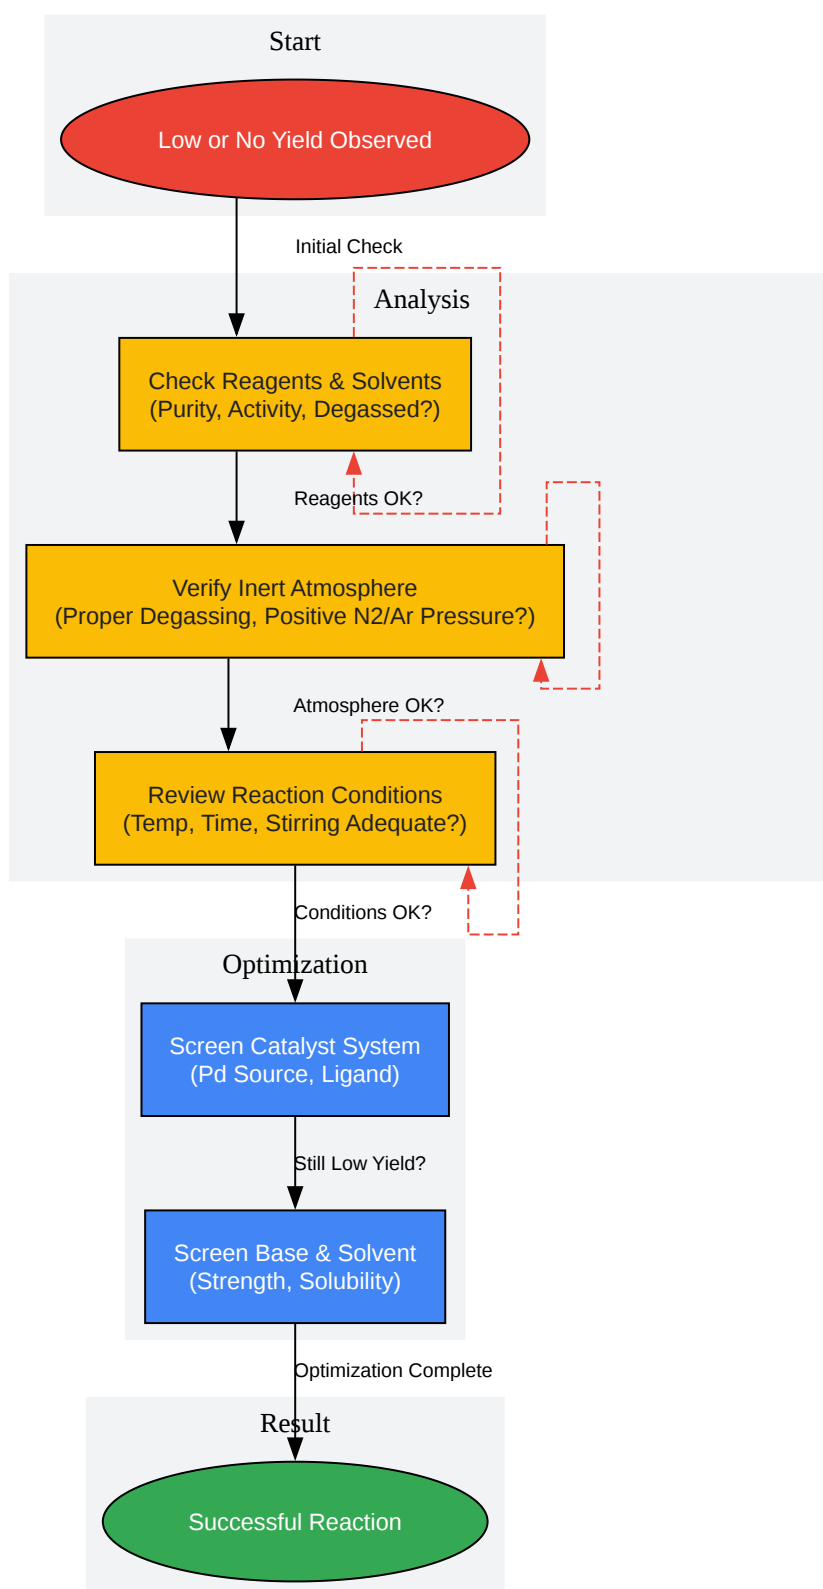 Start
Low or No Yield Observed
Initial Check
Analysis
Check Reagents & Solvents
(Purity, Activity, Degassed?)
Reagents OK?
Verify Inert Atmosphere
(Proper Degassing, Positive N2/Ar Pressure?)
Atmosphere OK?
Review Reaction Conditions
(Temp, Time, Stirring Adequate?)
Conditions OK?
Optimization
Screen Catalyst System
(Pd Source, Ligand)
Still Low Yield?
Screen Base & Solvent
(Strength, Solubility)
Optimization Complete
Result
Successful Reaction